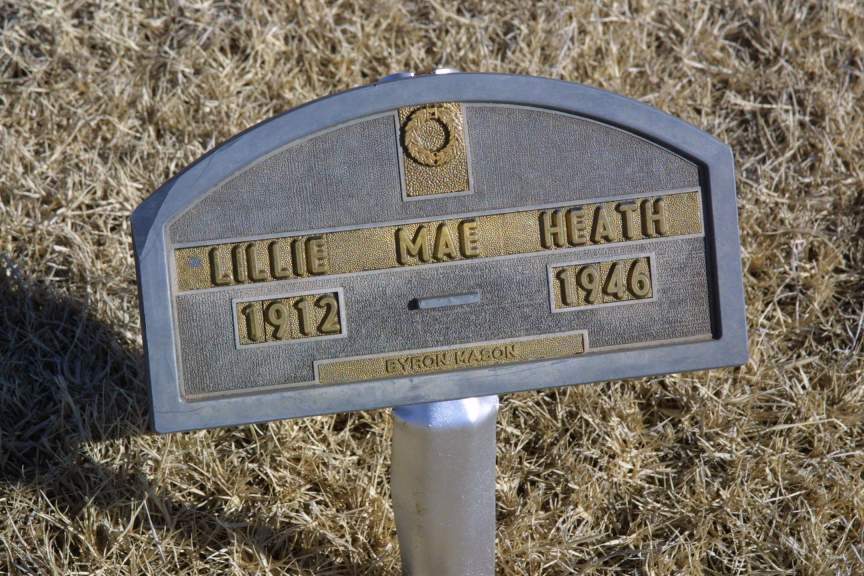 LILLIE MAE HEATH
1912 - 1946
BYRON MASON